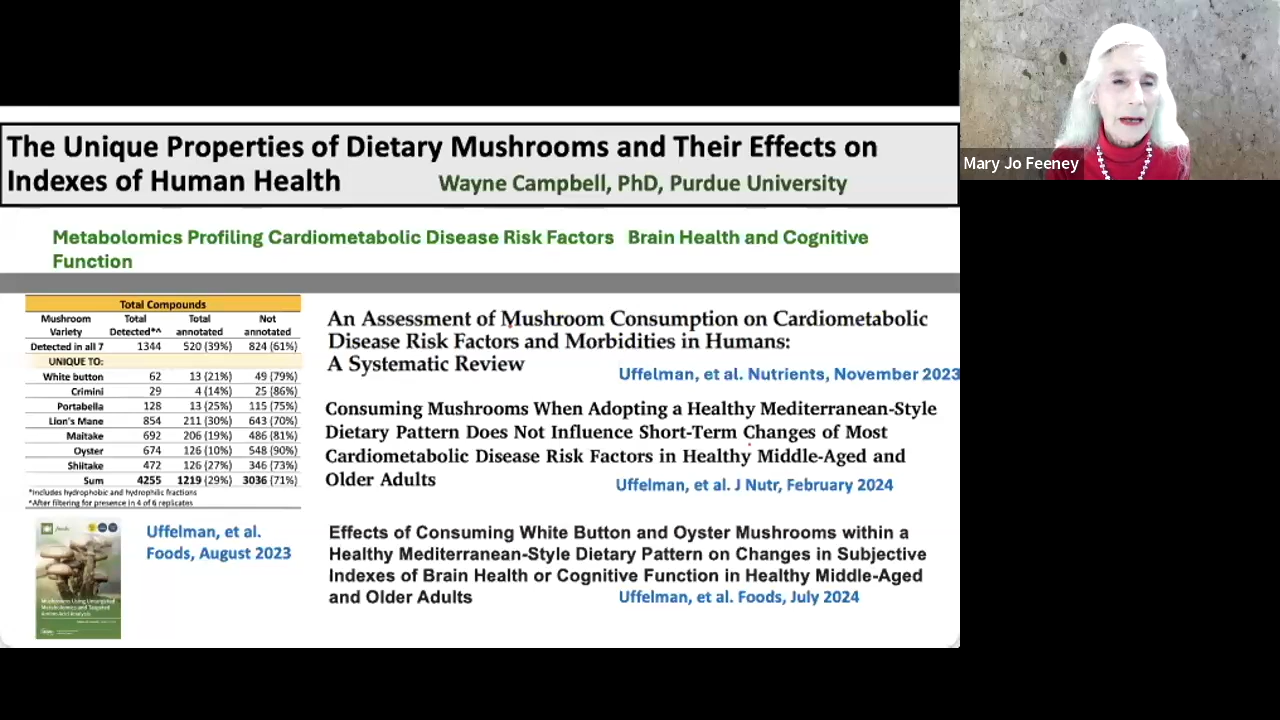 The Unique Properties of Dietary Mushrooms and Their Effects on
Indexes of Human Health Wayne Campbell, PhD, Purdue University
Metabolomics Profiling Cardiometabolic Disease Risk Factors Brain Health and Cognitive
Function
Total Compounds
Mushroom Variety Total Detected*^ Total annotated Not annotated
Detected in all 7 1344 520 (39%) 824 (61%)
UNIQUE TO:
White button 62 13 (21%) 49 (79%)
Crimini 29 4 (14%) 25 (86%)
Portabella 128 13 (25%) 115 (75%)
Lion's Mane 854 211 (30%) 643 (70%)
Maitake 692 206 (19%) 486 (81%)
Oyster 674 126 (10%) 548 (90%)
Shiitake 472 126 (27%) 346 (73%)
Sum 4255 1219 (29%) 3036 (71%)
*Includes hydrophobic and hydrophilic fractions
^After filtering for presence in 4 of 6 replicates
foods
Mushrooms Using Untargeted
Metabolomics and Targeted
Amino Acid Analysis
Uffelman, et al.
Foods, August 2023
An Assessment of Mushroom Consumption on Cardiometabolic
Disease Risk Factors and Morbidities in Humans:
A Systematic Review
Uffelman, et al. Nutrients, November 2023
Consuming Mushrooms When Adopting a Healthy Mediterranean-Style
Dietary Pattern Does Not Influence Short-Term Changes of Most
Cardiometabolic Disease Risk Factors in Healthy Middle-Aged and
Older Adults
Uffelman, et al. J Nutr, February 2024
Effects of Consuming White Button and Oyster Mushrooms within a
Healthy Mediterranean-Style Dietary Pattern on Changes in Subjective
Indexes of Brain Health or Cognitive Function in Healthy Middle-Aged
and Older Adults
Uffelman, et al. Foods, July 2024
Mary Jo Feeney